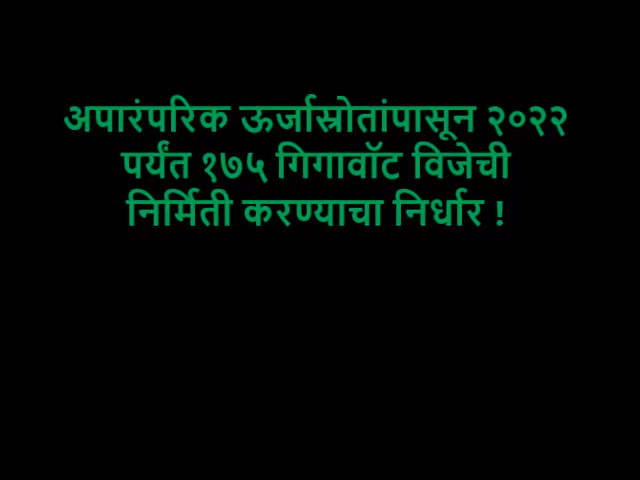 अपारंपरिक ऊर्जास्रोतांपासून २०२२
पर्यंत १७५ गिगावॉट विजेची
निर्मिती करण्याचा निर्धार !